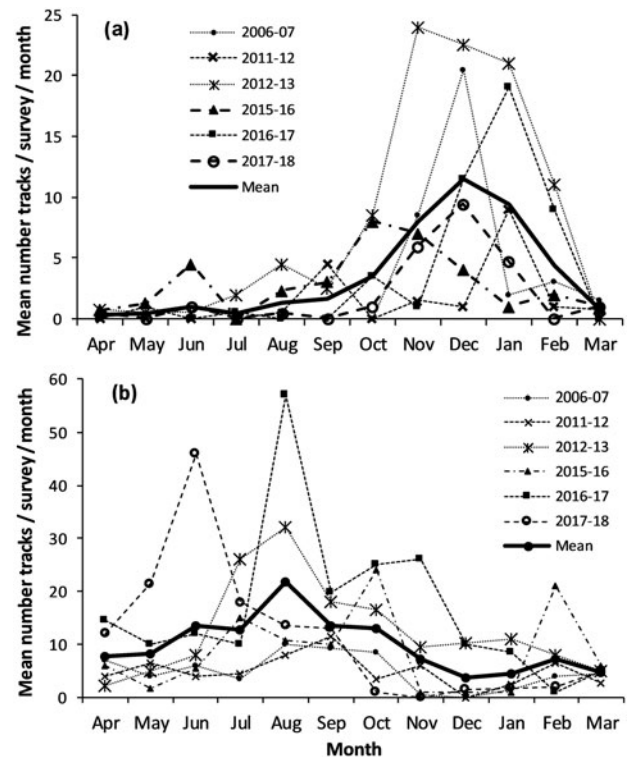 (a)
Mean number tracks / survey / month
25
20
15
10
5
0
2006-07
2011-12
2012-13
2015-16
2016-17
2017-18
Mean
Apr May Jun Jul Aug Sep Oct Nov Dec Jan Feb Mar
(b)
Mean number tracks / survey / month
60
50
40
30
20
10
0
2006-07
2011-12
2012-13
2015-16
2016-17
2017-18
Mean
Apr May Jun Jul Aug Sep Oct Nov Dec Jan Feb Mar
Month